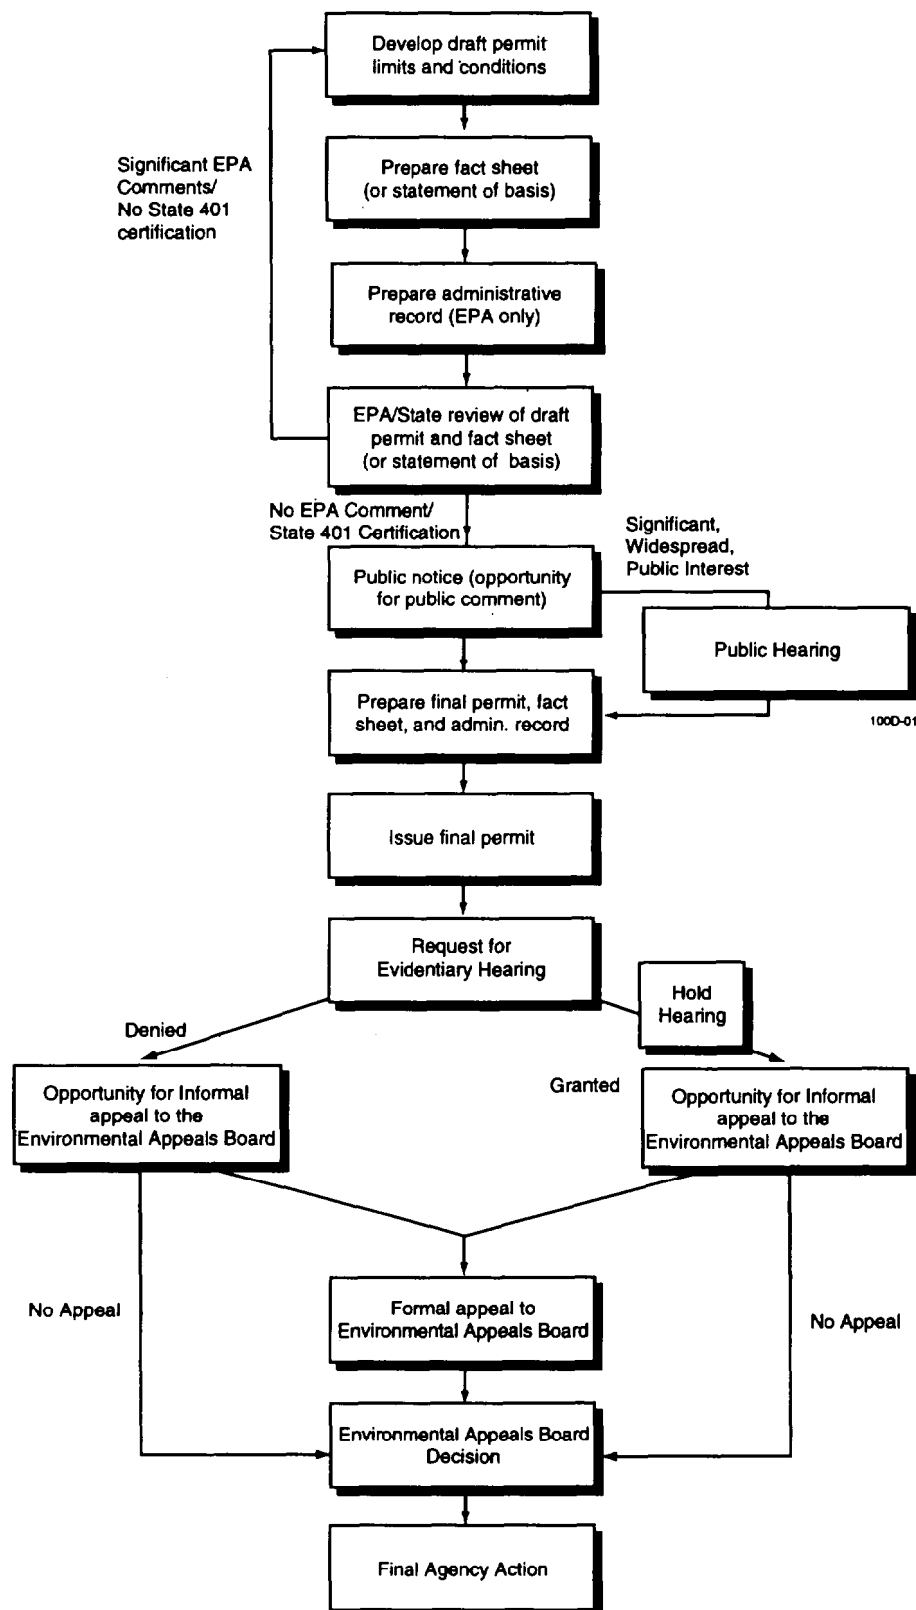 Develop draft permit
limits and conditions
Significant EPA
Comments/
No State 401
certification
Prepare fact sheet
(or statement of basis)
Prepare administrative
record (EPA only)
EPA/State review of draft
permit and fact sheet
(or statement of basis)
No EPA Comment/
State 401 Certification
Significant,
Widespread,
Public Interest
Public notice (opportunity
for public comment)
Public Hearing
100D-01
Prepare final permit, fact
sheet, and admin. record
Issue final permit
Request for
Evidentiary Hearing
Hold
Hearing
Denied
Granted
Opportunity for Informal
appeal to the
Environmental Appeals Board
Opportunity for Informal
appeal to the
Environmental Appeals Board
No Appeal
Formal appeal to
Environmental Appeals Board
No Appeal
Environmental Appeals Board
Decision
Final Agency Action